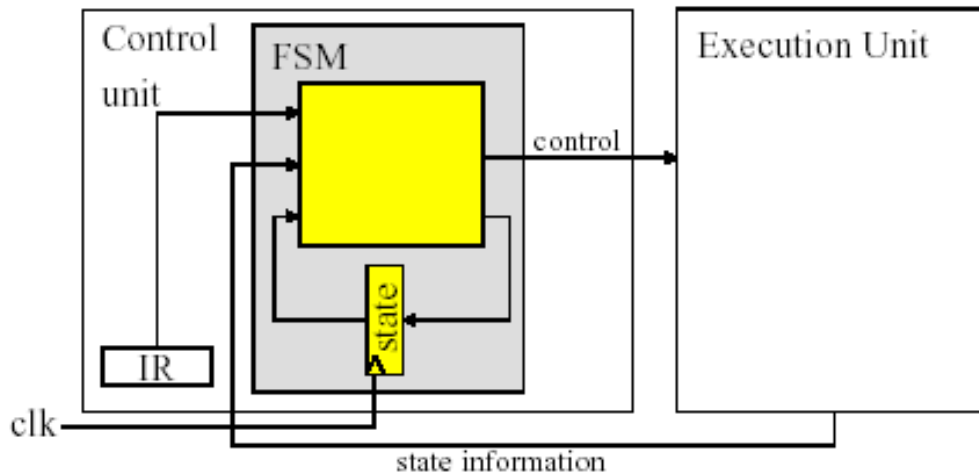 Control
unit
FSM
Execution Unit
control
state
IR
clk
state information